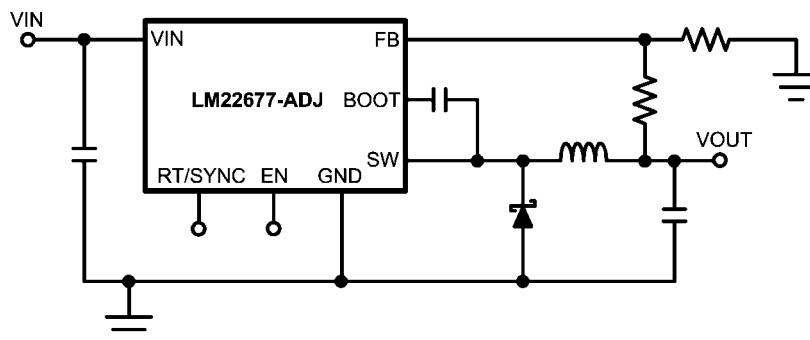 VIN
VIN
FB
LM22677-ADJ
BOOT
VOUT
SW
RT/SYNC
EN
GND